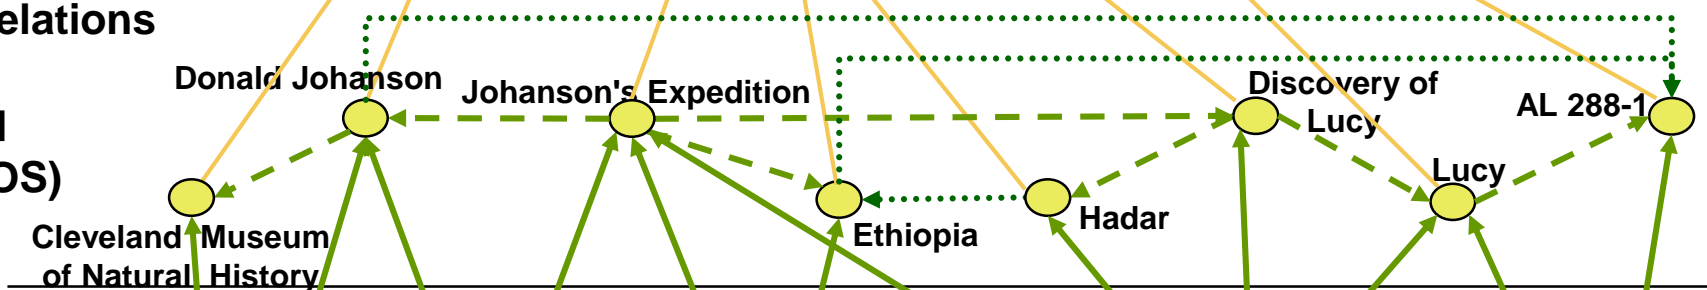 elations
OS)
Donald Johanson
Johanson's Expedition
Discovery of
Lucy
AL 288-1
Lucy
Cleveland Museum
of Natural History
Ethiopia
Hadar